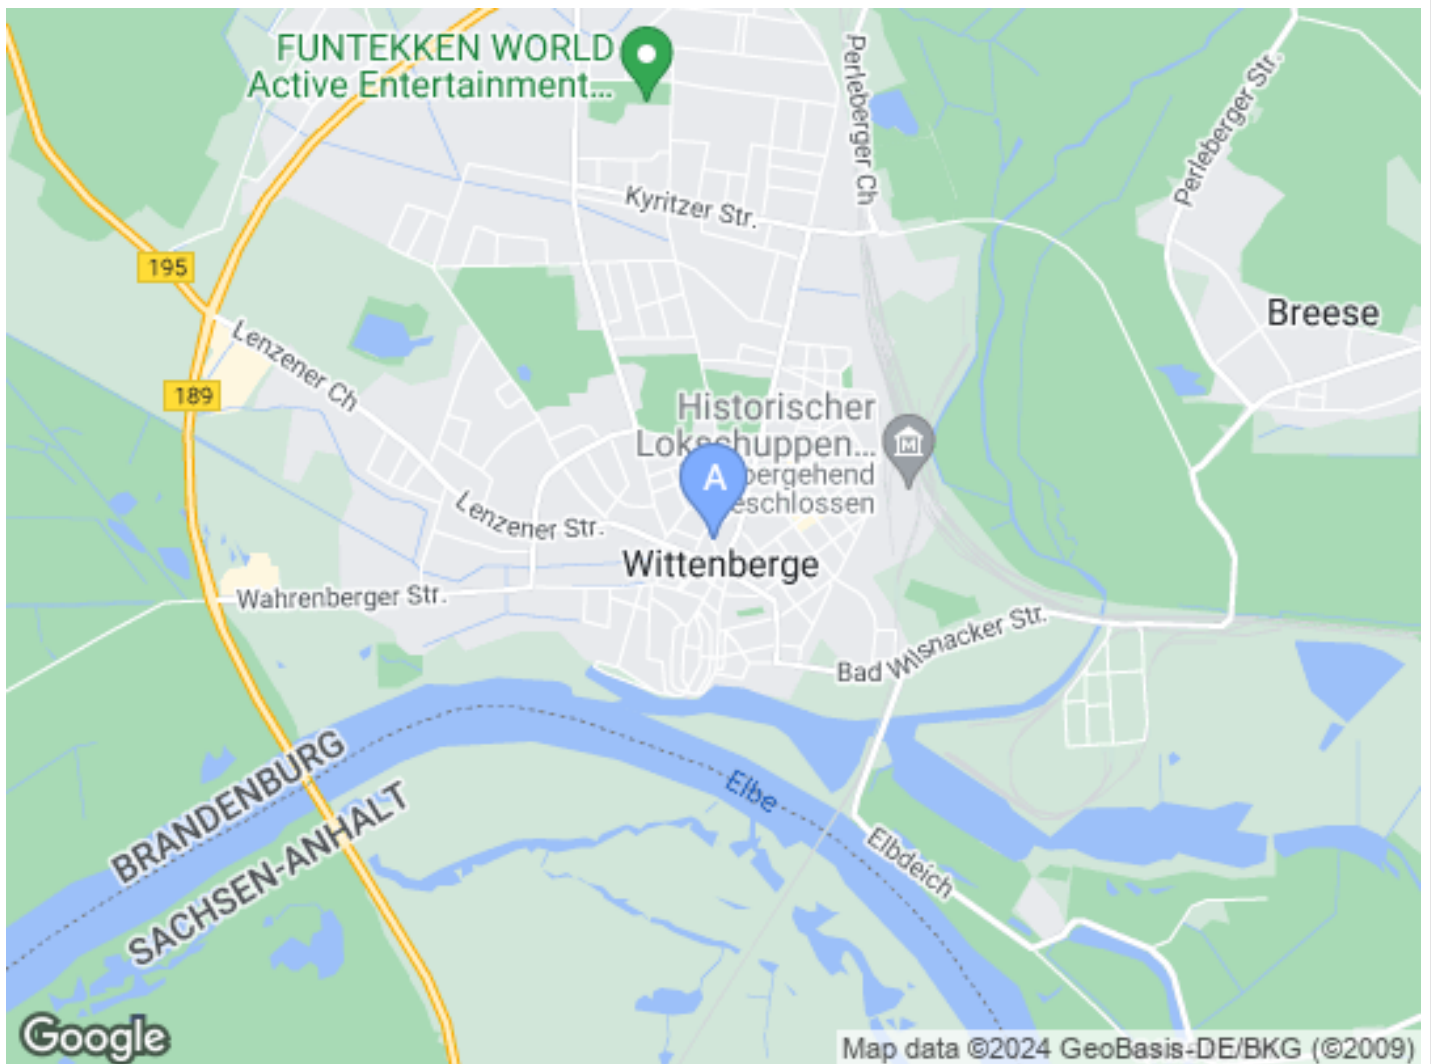 FUNTEKKEN WORLD
Active Entertainment...
Perleberger Ch
Perleberger Str.
Kyritzer Str.
195
Breese
Lenzener Ch
189
Historischer
Lokschuppen...
bergehend
eschlossen
A
Lenzener Str.
Wittenberge
Wahrenberger Str.
Bad Wilsnacker Str.
BRANDENBURG
SACHSEN-ANHALT
Elbe
Elbdeich
Google
Map data ©2024 GeoBasis-DE/BKG (©2009)